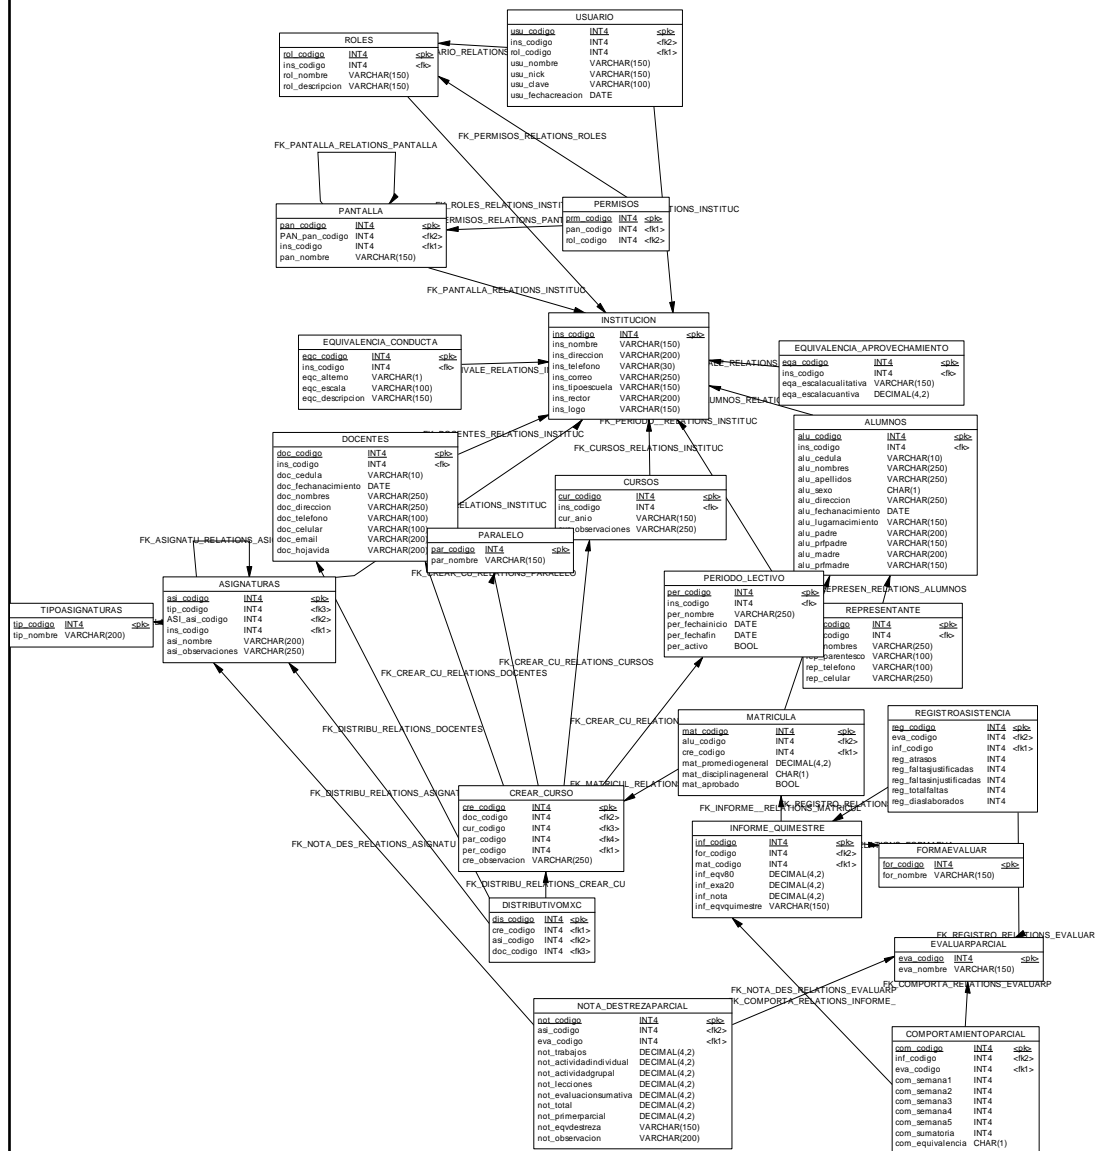 USUARIO
usu_codigo INT4 <pk>
ins_codigo INT4 <fk2>
rol_codigo INT4 <fk1>
usu_nombre VARCHAR(150)
usu_nick VARCHAR(150)
usu_clave VARCHAR(100)
usu_fechacreacion DATE
ROLES
rol_codigo INT4 <pk>
ins_codigo INT4 <fk>
rol_nombre VARCHAR(150)
rol_descripcion VARCHAR(150)
FK_PERMISOS_RELATIONS_ROLES
FK_PANTALLA_RELATIONS_PANTALLA
PANTALLA
pan_codigo INT4 <pk>
PAN_pan_codigo INT4 <fk2>
ins_codigo INT4 <fk1>
pan_nombre VARCHAR(150)
PERMISOS
prm_codigo INT4 <pk>
pan_codigo INT4 <fk1>
rol_codigo INT4 <fk2>
FK_PANTALLA_RELATIONS_INSTITUC
INSTITUCION
ins_codigo INT4 <pk>
ins_nombre VARCHAR(150)
ins_direccion VARCHAR(200)
ins_telefono VARCHAR(30)
ins_correo VARCHAR(250)
ins_tipoescuela VARCHAR(150)
ins_rector VARCHAR(200)
ins_logo VARCHAR(150)
EQUIVALENCIA_CONDUCTA
eqc_codigo INT4 <pk>
ins_codigo INT4 <fk>
eqc_alterno VARCHAR(1)
eqc_escala VARCHAR(100)
eqc_descripcion VARCHAR(150)
EQUIVALENCIA_APROVECHAMIENTO
eqa_codigo INT4 <pk>
ins_codigo INT4 <fk>
eqa_escalacualitativa VARCHAR(150)
eqa_escalacuantiva DECIMAL(4,2)
FK_PERIODO__RELATIONS_INSTITUC
FK_CURSOS_RELATIONS_INSTITUC
ALUMNOS
alu_codigo INT4 <pk>
ins_codigo INT4 <fk>
alu_cedula VARCHAR(10)
alu_nombres VARCHAR(250)
alu_apellidos VARCHAR(250)
alu_sexo CHAR(1)
alu_direccion VARCHAR(250)
alu_fechanacimiento DATE
alu_lugarnacimiento VARCHAR(150)
alu_padre VARCHAR(200)
alu_prfpadre VARCHAR(150)
alu_madre VARCHAR(200)
alu_prfmadre VARCHAR(150)
DOCENTES
doc_codigo INT4 <pk>
ins_codigo INT4 <fk>
doc_cedula VARCHAR(10)
doc_fechanacimiento DATE
doc_nombres VARCHAR(250)
doc_direccion VARCHAR(250)
doc_telefono VARCHAR(100)
doc_celular VARCHAR(100)
doc_email VARCHAR(200)
doc_hojavida VARCHAR(200)
CURSOS
cur_codigo INT4 <pk>
ins_codigo INT4 <fk>
cur_anio VARCHAR(150)
observaciones VARCHAR(250)
PARALELO
par_codigo INT4 <pk>
par_nombre VARCHAR(150)
FK_CREAR_CU_RELATIONS_PARALELO
ASIGNATURAS
asi_codigo INT4 <pk>
tip_codigo INT4 <fk3>
ASI_asi_codigo INT4 <fk2>
ins_codigo INT4 <fk1>
asi_nombre VARCHAR(200)
asi_observaciones VARCHAR(250)
TIPOASIGNATURAS
tip_codigo INT4 <pk>
tip_nombre VARCHAR(200)
PERIODO_LECTIVO
per_codigo INT4 <pk>
ins_codigo INT4 <fk>
per_nombre VARCHAR(250)
per_fechainicio DATE
per_fechafin DATE
per_activo BOOL
REPRESENTANTE
codigo INT4 <pk>
codigo INT4 <fk>
nombres VARCHAR(250)
rep_parentesco VARCHAR(100)
rep_telefono VARCHAR(100)
rep_celular VARCHAR(250)
FK_CREAR_CU_RELATIONS_CURSOS
FK_CREAR_CU_RELATIONS_DOCENTES
FK_DISTRIBU_RELATIONS_DOCENTES
MATRICULA
mat_codigo INT4 <pk>
alu_codigo INT4 <fk2>
cre_codigo INT4 <fk1>
mat_promediogeneral DECIMAL(4,2)
mat_disciplinageneral CHAR(1)
mat_aprobado BOOL
REGISTROASISTENCIA
reg_codigo INT4 <pk>
eva_codigo INT4 <fk2>
inf_codigo INT4 <fk1>
reg_atrasos INT4
reg_faltasjustificadas INT4
reg_faltasinjustificadas INT4
reg_totalfaltas INT4
reg_diaslaborados INT4
CREAR_CURSO
cre_codigo INT4 <pk>
doc_codigo INT4 <fk2>
cur_codigo INT4 <fk3>
par_codigo INT4 <fk4>
per_codigo INT4 <fk1>
cre_observacion VARCHAR(250)
FK_INFORME__RELATIONS_MATRICUL
INFORME_QUIMESTRE
inf_codigo INT4 <pk>
for_codigo INT4 <fk2>
mat_codigo INT4 <fk1>
inf_eqv80 DECIMAL(4,2)
inf_exa20 DECIMAL(4,2)
inf_nota DECIMAL(4,2)
inf_eqvquimestre VARCHAR(150)
FORMAEVALUAR
for_codigo INT4 <pk>
for_nombre VARCHAR(150)
FK_NOTA_DES_RELATIONS_ASIGNATU
FK_DISTRIBU_RELATIONS_CREAR_CU
DISTRIBUTIVOMXC
dis_codigo INT4 <pk>
cre_codigo INT4 <fk1>
asi_codigo INT4 <fk2>
doc_codigo INT4 <fk3>
FK_REGISTRO_RELATIONS_EVALUAR
EVALUARPARCIAL
eva_codigo INT4 <pk>
eva_nombre VARCHAR(150)
FK_COMPORTA_RELATIONS_EVALUARP
FK_NOTA_DES_RELATIONS_EVALUARP
FK_COMPORTA_RELATIONS_INFORME_
NOTA_DESTREZAPARCIAL
not_codigo INT4 <pk>
asi_codigo INT4 <fk2>
eva_codigo INT4 <fk1>
not_trabajos DECIMAL(4,2)
not_actividadindividual DECIMAL(4,2)
not_actividadgrupal DECIMAL(4,2)
not_lecciones DECIMAL(4,2)
not_evaluacionsumativa DECIMAL(4,2)
not_total DECIMAL(4,2)
not_primerparcial DECIMAL(4,2)
not_eqvdestreza VARCHAR(150)
not_observacion VARCHAR(200)
COMPORTAMIENTOPARCIAL
com_codigo INT4 <pk>
inf_codigo INT4 <fk2>
eva_codigo INT4 <fk1>
com_semana1 INT4
com_semana2 INT4
com_semana3 INT4
com_semana4 INT4
com_semana5 INT4
com_sumatoria INT4
com_equivalencia CHAR(1)